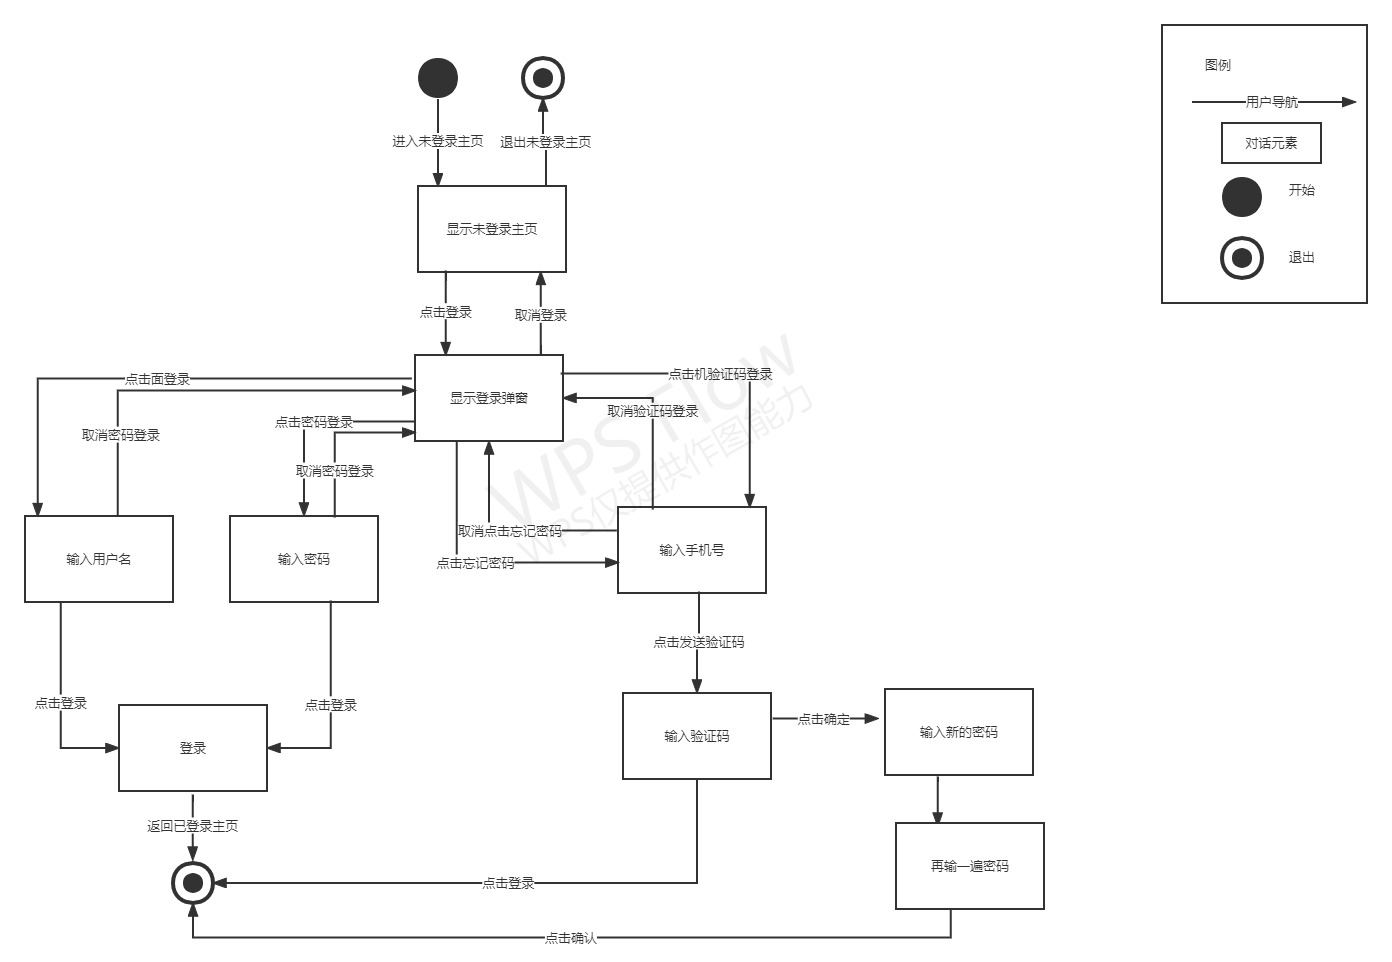 图例
用户导航
对话元素
开始
退出
进入未登录主页
退出未登录主页
显示未登录主页
点击登录
取消登录
点击面登录
显示登录弹窗
点击机验证码登录
取消密码登录
点击密码登录
取消验证码登录
取消密码登录
WPS Flow
WPS仅提供作图能力
取消点击忘记密码
点击忘记密码
输入用户名
输入密码
输入手机号
点击发送验证码
点击登录
点击登录
登录
输入验证码
点击确定
输入新的密码
返回已登录主页
再输一遍密码
点击登录
点击确认